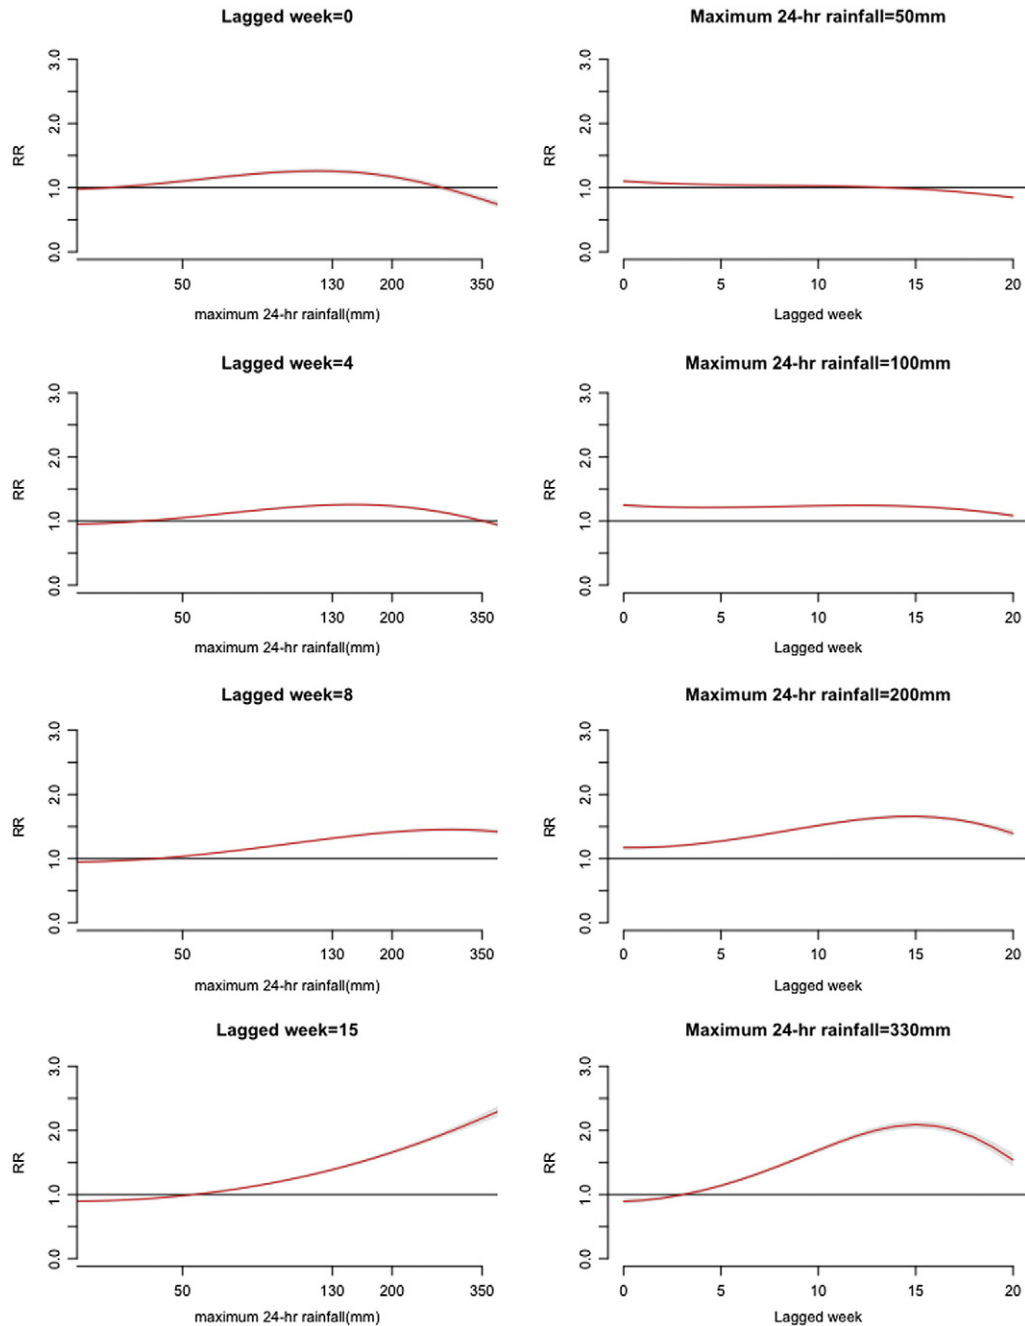 Lagged week=0
3.0
2.0
1.0
0.0
RR
50 130 200 350
maximum 24-hr rainfall(mm)
Maximum 24-hr rainfall=50mm
3.0
2.0
1.0
0.0
RR
0 5 10 15 20
Lagged week
Lagged week=4
3.0
2.0
1.0
0.0
RR
50 130 200 350
maximum 24-hr rainfall(mm)
Maximum 24-hr rainfall=100mm
3.0
2.0
1.0
0.0
RR
0 5 10 15 20
Lagged week
Lagged week=8
3.0
2.0
1.0
0.0
RR
50 130 200 350
maximum 24-hr rainfall(mm)
Maximum 24-hr rainfall=200mm
3.0
2.0
1.0
0.0
RR
0 5 10 15 20
Lagged week
Lagged week=15
3.0
2.0
1.0
0.0
RR
50 130 200 350
maximum 24-hr rainfall(mm)
Maximum 24-hr rainfall=330mm
3.0
2.0
1.0
0.0
RR
0 5 10 15 20
Lagged week